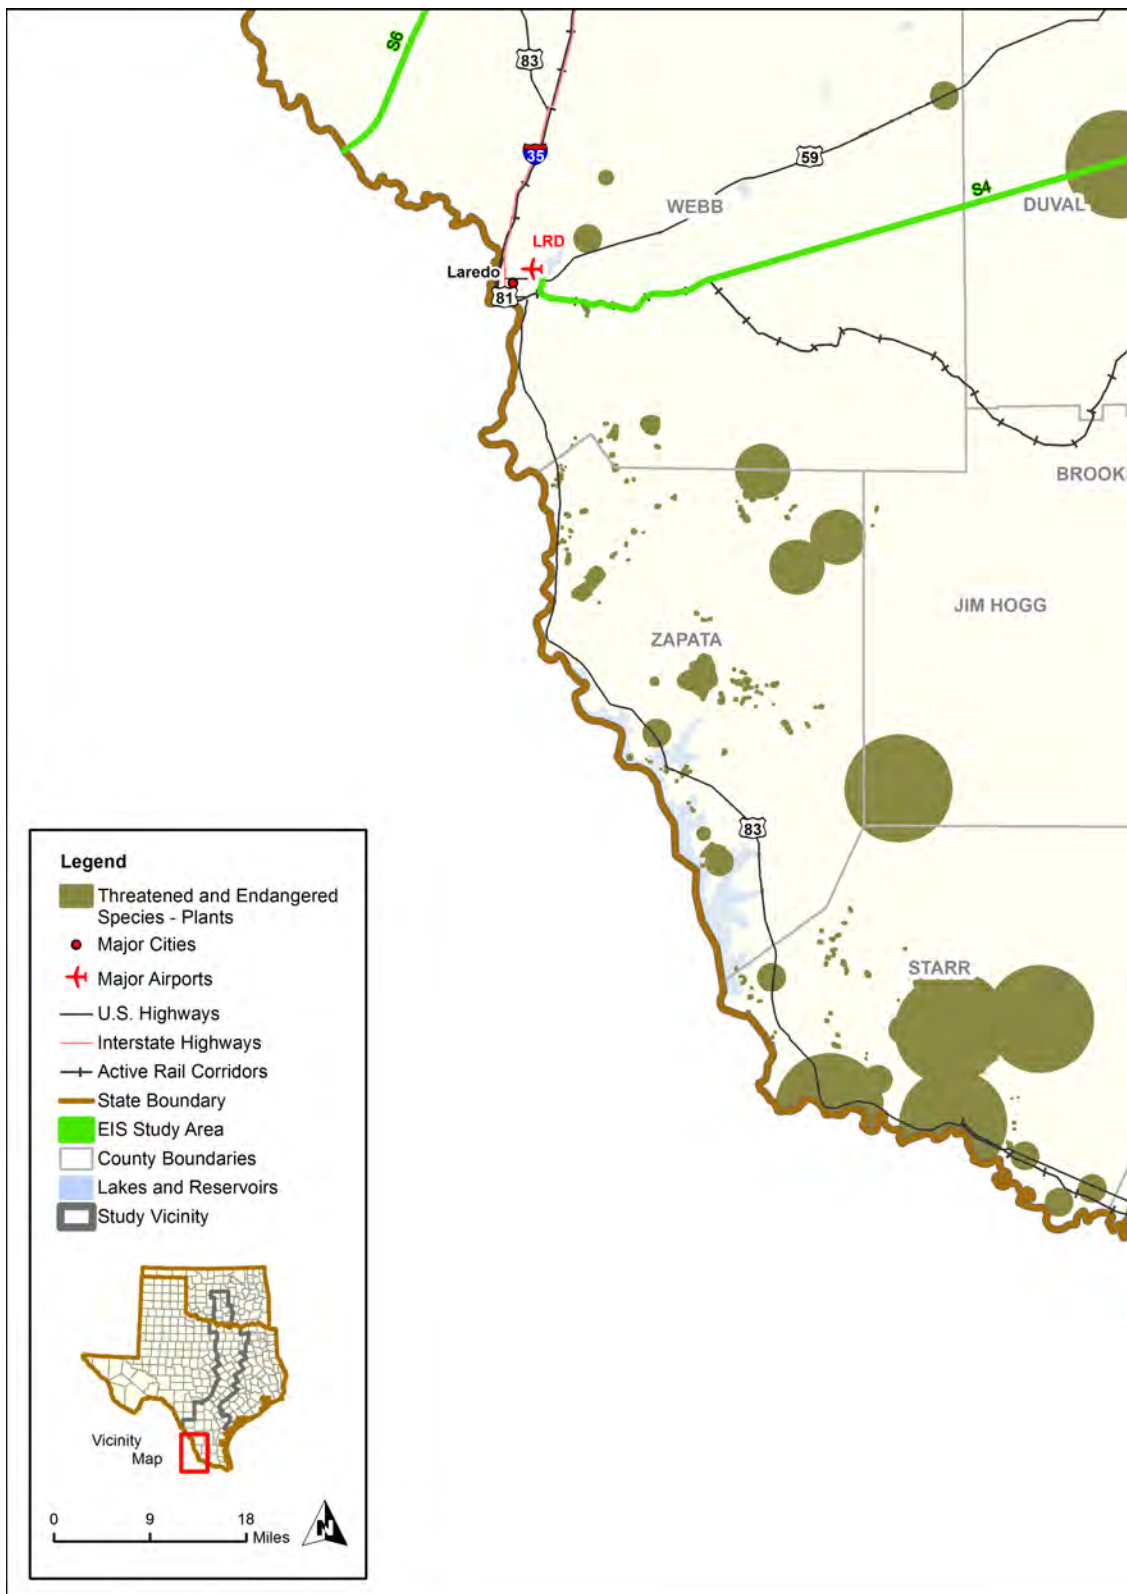 S6
83
35
59
WEBB
S4
DUVAL
LRD
Laredo
81
BROOKS
JIM HOGG
ZAPATA
83
STARR
Legend
Threatened and Endangered
Species - Plants
Major Cities
Major Airports
U.S. Highways
Interstate Highways
Active Rail Corridors
State Boundary
EIS Study Area
County Boundaries
Lakes and Reservoirs
Study Vicinity
Vicinity
Map
N
0 9 18
Miles